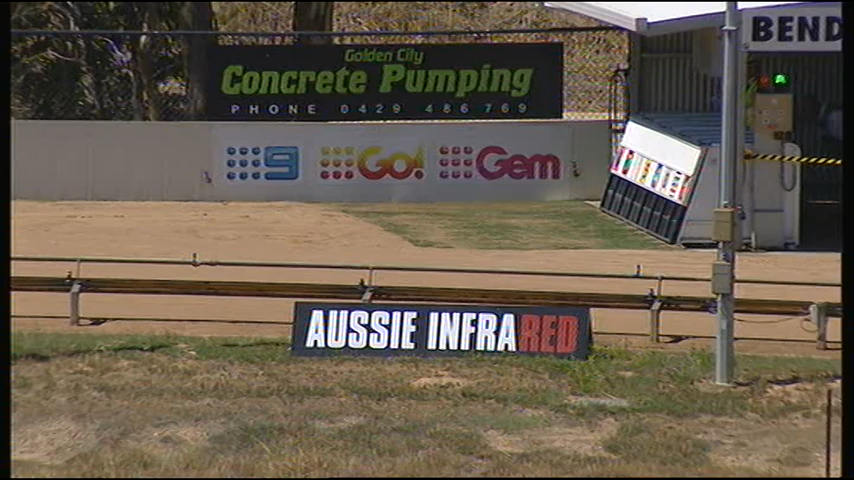 Golden City
Concrete Pumping
PHONE 0429 486 769
BEND
9
Go!
Gem
AUSSIE INFRARED